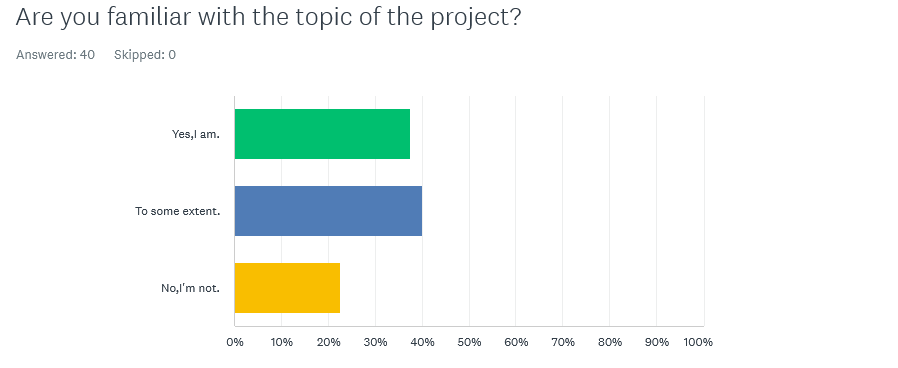 Are you familiar with the topic of the project?
Answered: 40 Skipped: 0
Yes,I am.
To some extent.
No,I'm not.
0% 10% 20% 30% 40% 50% 60% 70% 80% 90% 100%